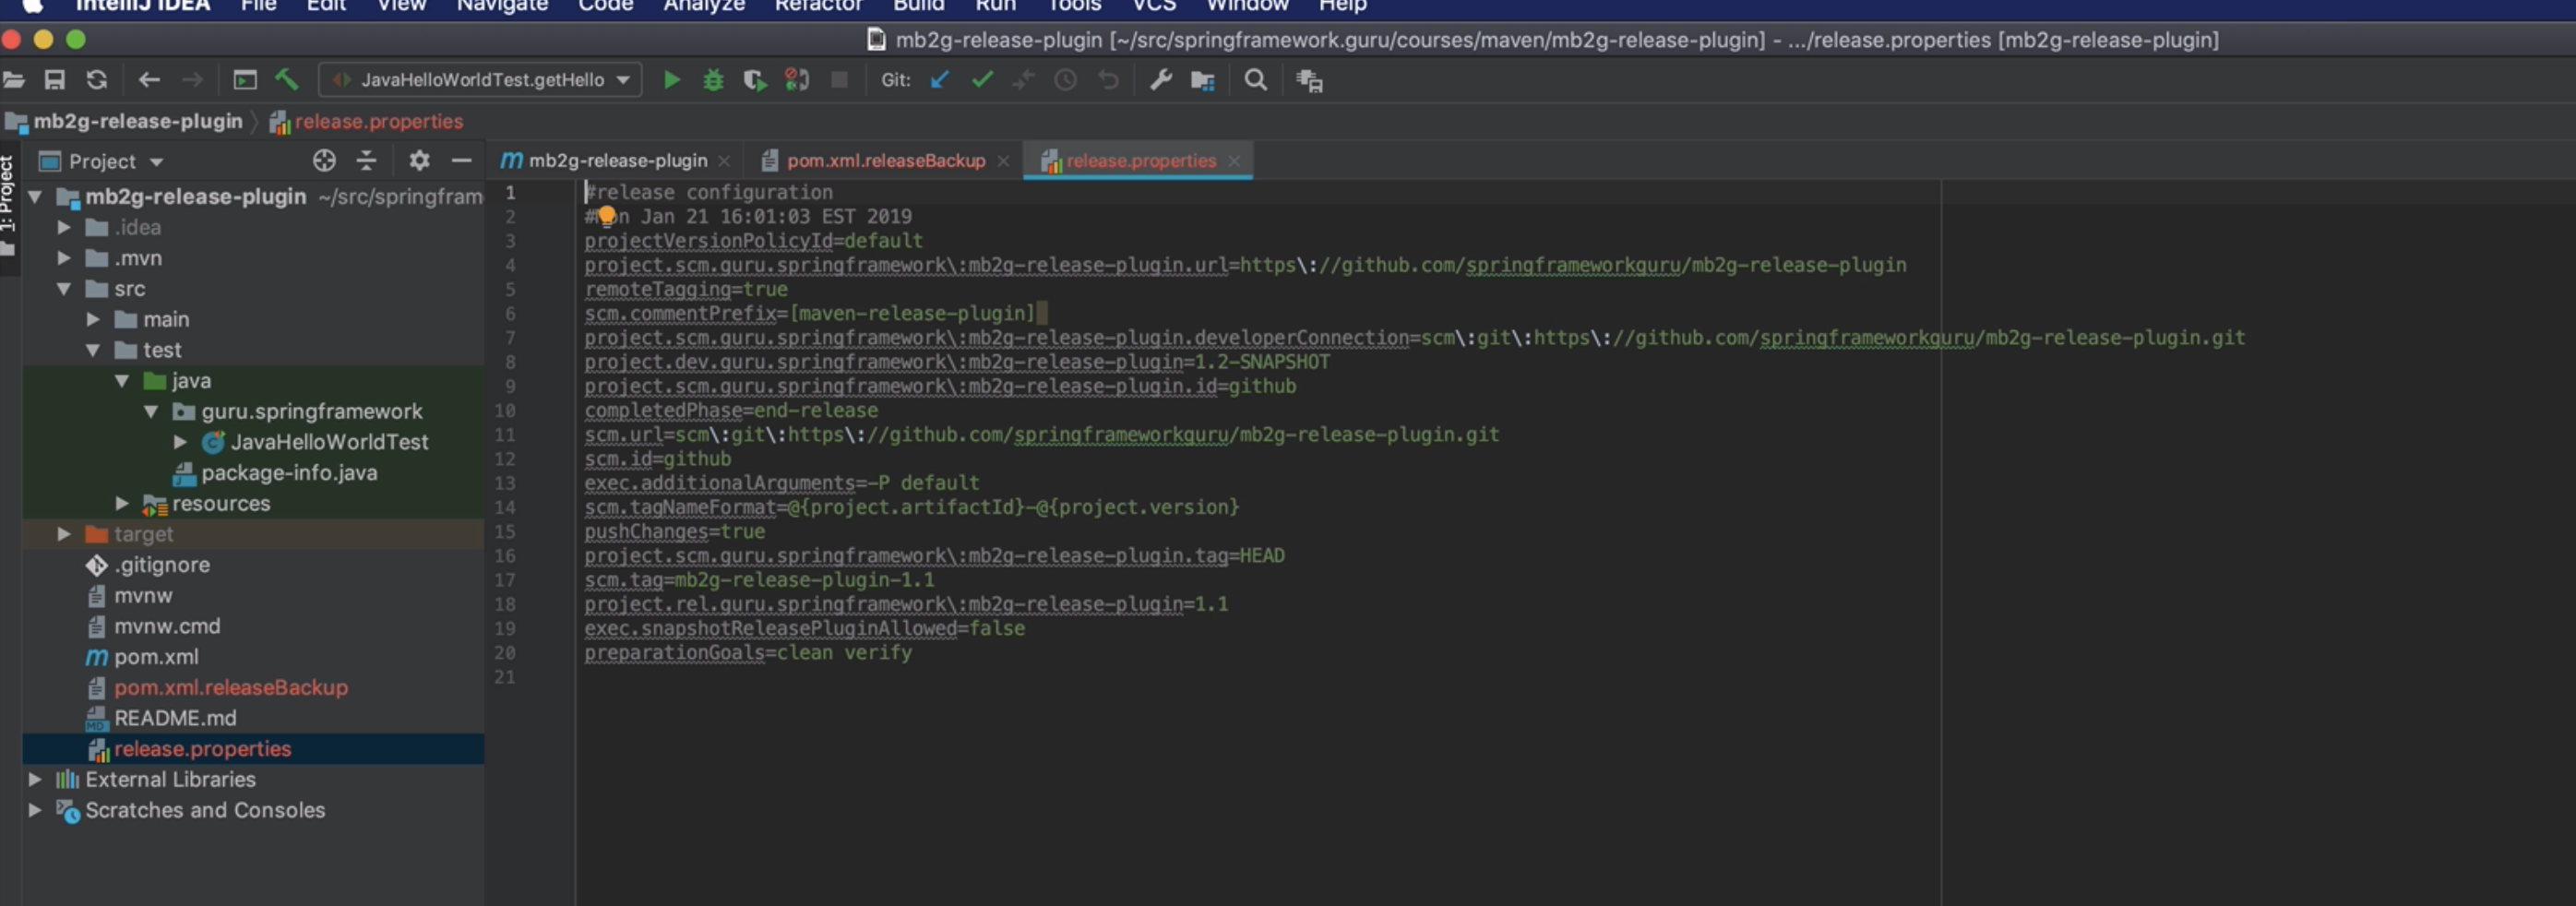 IntelliJ IDEA File Edit View Navigate Code Analyze Refactor Build Run Tools VCS Window Help
mb2g-release-plugin [~/src/springframework.guru/courses/maven/mb2g-release-plugin] - .../release.properties [mb2g-release-plugin]
JavaHelloWorldTest.getHello Git:
mb2g-release-plugin release.properties
1: Project
Project
mb2g-release-plugin ~/src/springfram
.idea
.mvn
src
main
test
java
guru.springframework
JavaHelloWorldTest
package-info.java
resources
target
.gitignore
mvnw
mvnw.cmd
pom.xml
pom.xml.releaseBackup
README.md
release.properties
External Libraries
Scratches and Consoles
mb2g-release-plugin pom.xml.releaseBackup release.properties
1 #release configuration
2 #Mon Jan 21 16:01:03 EST 2019
3 projectVersionPolicyId=default
4 project.scm.guru.springframework\:mb2g-release-plugin.url=https\://github.com/springframeworkguru/mb2g-release-plugin
5 remoteTagging=true
6 scm.commentPrefix=[maven-release-plugin]
7 project.scm.guru.springframework\:mb2g-release-plugin.developerConnection=scm\:git\:https\://github.com/springframeworkguru/mb2g-release-plugin.git
8 project.dev.guru.springframework\:mb2g-release-plugin=1.2-SNAPSHOT
9 project.scm.guru.springframework\:mb2g-release-plugin.id=github
10 completedPhase=end-release
11 scm.url=scm\:git\:https\://github.com/springframeworkguru/mb2g-release-plugin.git
12 scm.id=github
13 exec.additionalArguments=-P default
14 scm.tagNameFormat=@{project.artifactId}-@{project.version}
15 pushChanges=true
16 project.scm.guru.springframework\:mb2g-release-plugin.tag=HEAD
17 scm.tag=mb2g-release-plugin-1.1
18 project.rel.guru.springframework\:mb2g-release-plugin=1.1
19 exec.snapshotReleasePluginAllowed=false
20 preparationGoals=clean verify
21